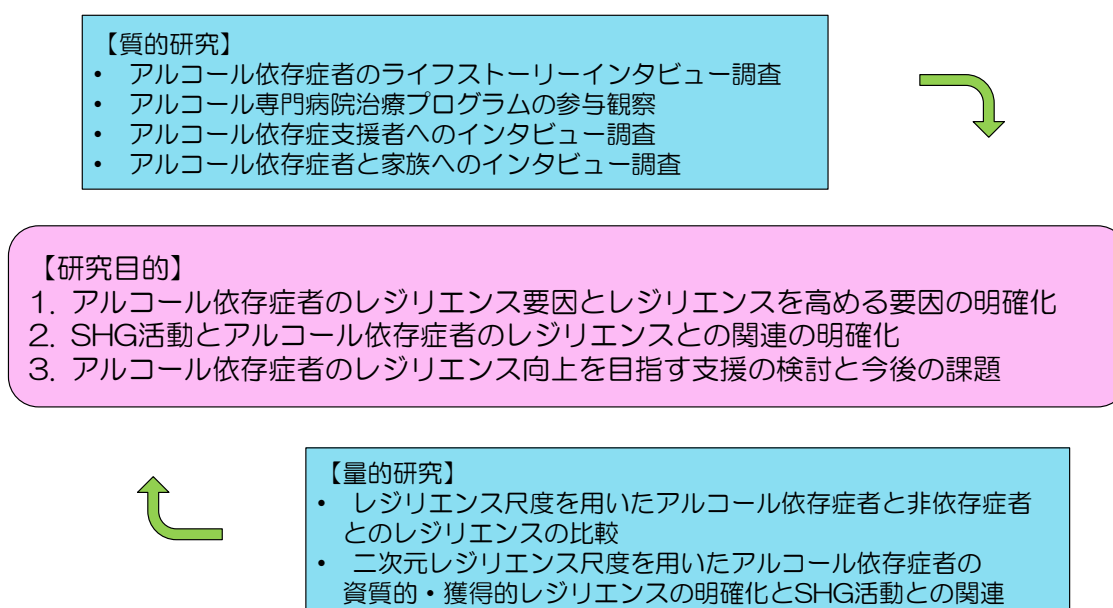 【質的研究】
• アルコール依存症者のライフストーリーインタビュー調査
• アルコール専門病院治療プログラムの参与観察
• アルコール依存症支援者へのインタビュー調査
• アルコール依存症者と家族へのインタビュー調査
【研究目的】
1. アルコール依存症者のレジリエンス要因とレジリエンスを高める要因の明確化
2. SHG活動とアルコール依存症者のレジリエンスとの関連の明確化
3. アルコール依存症者のレジリエンス向上を目指す支援の検討と今後の課題
【量的研究】
• レジリエンス尺度を用いたアルコール依存症者と非依存症者
とのレジリエンスの比較
• 二次元レジリエンス尺度を用いたアルコール依存症者の
資質的・獲得的レジリエンスの明確化とSHG活動との関連